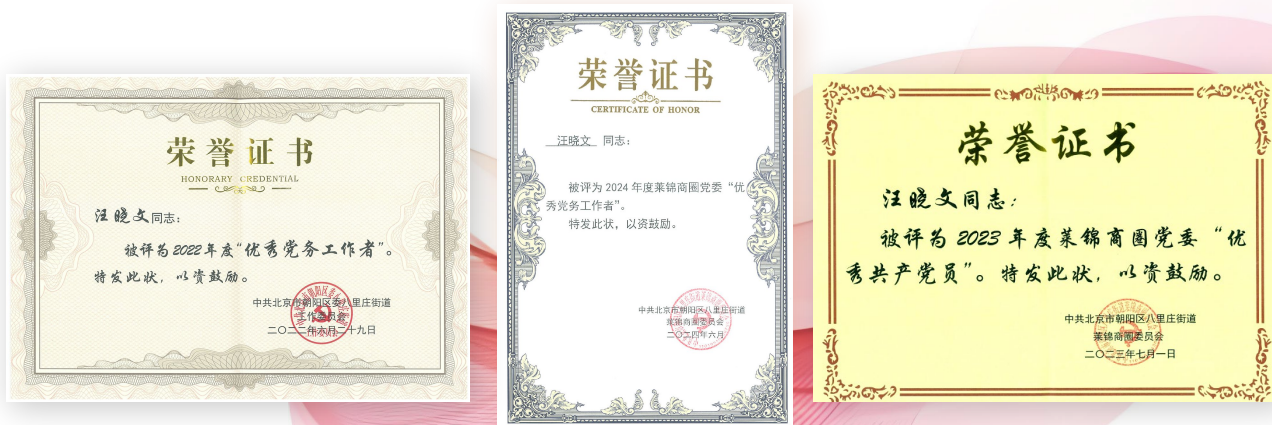 荣誉证书
HONORARY CREDENTIAL
汪晓文同志：
被评为2022年度“优秀党务工作者”。
特发此状，以资鼓励。
中共北京市朝阳区委八里庄街道
工作委员会
二〇二二年六月二十九日
荣誉证书
CERTIFICATE OF HONOR
汪晓文 同志：
被评为 2024 年度莱锦商圈党委“优
秀党务工作者”。
特发此状，以资鼓励。
中共北京市朝阳区八里庄街道
莱锦商圈委员会
二〇二四年六月
荣誉证书
汪晓文同志：
被评为 2023 年度莱锦商圈党委“优
秀共产党员”。特发此状，以资鼓励。
中共北京市朝阳区八里庄街道
莱锦商圈委员会
二〇二三年七月一日